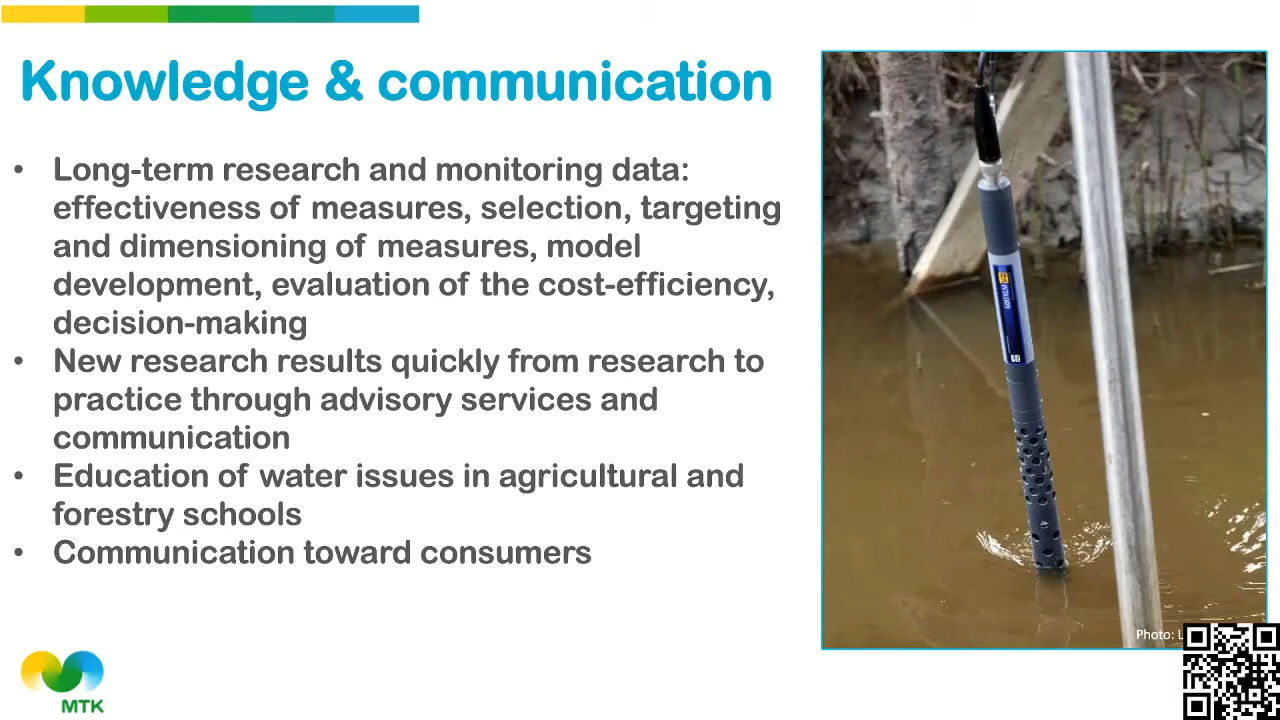 Knowledge & communication
• Long-term research and monitoring data:
effectiveness of measures, selection, targeting
and dimensioning of measures, model
development, evaluation of the cost-efficiency,
decision-making
• New research results quickly from research to
practice through advisory services and
communication
• Education of water issues in agricultural and
forestry schools
• Communication toward consumers
Photo:
MTK